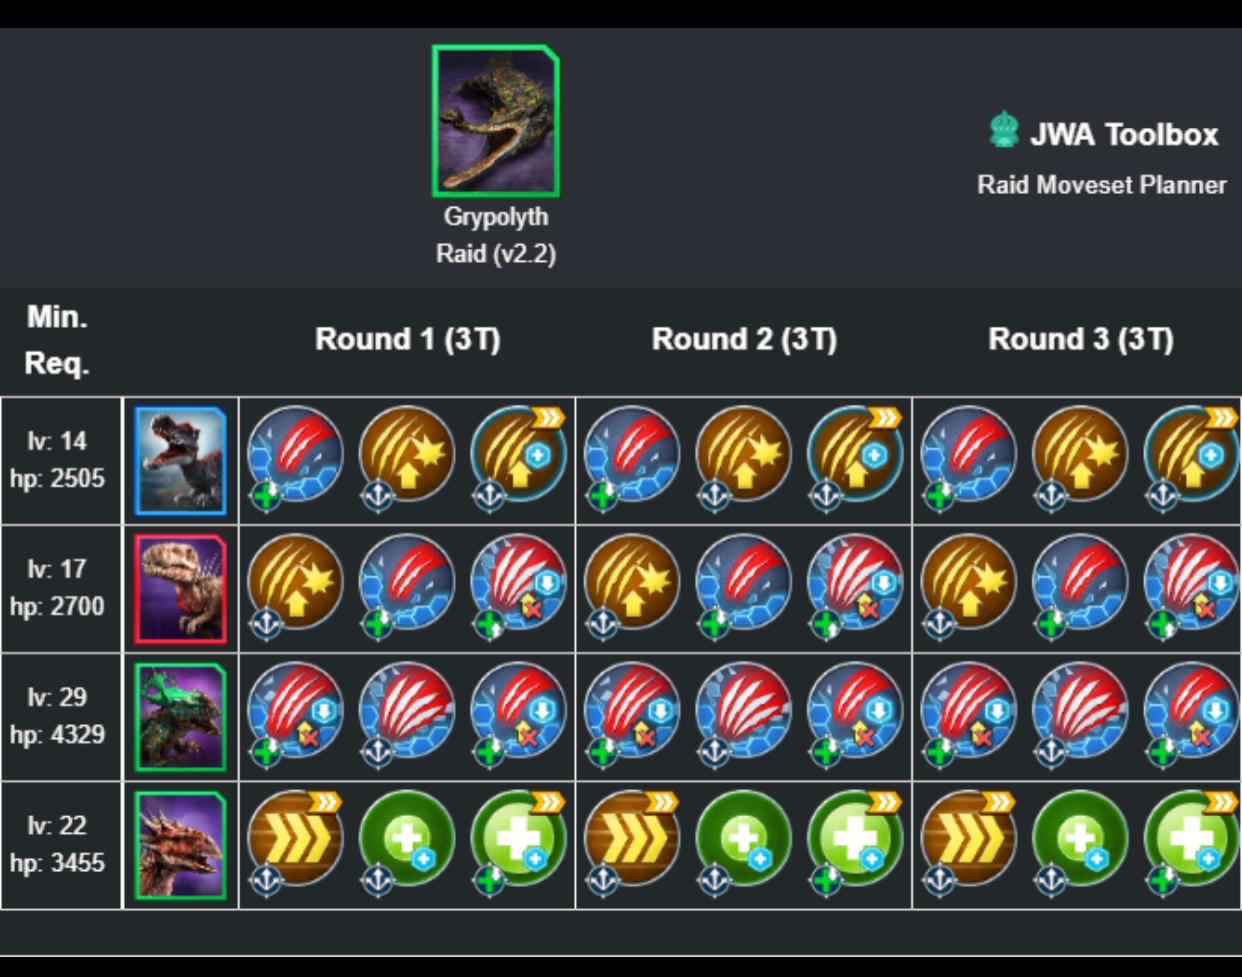 JWA Toolbox
Raid Moveset Planner
Grypolyth
Raid (v2.2)
Min.
Req.
Round 1 (3T)
Round 2 (3T)
Round 3 (3T)
lv: 14
hp: 2505
lv: 17
hp: 2700
lv: 29
hp: 4329
lv: 22
hp: 3455